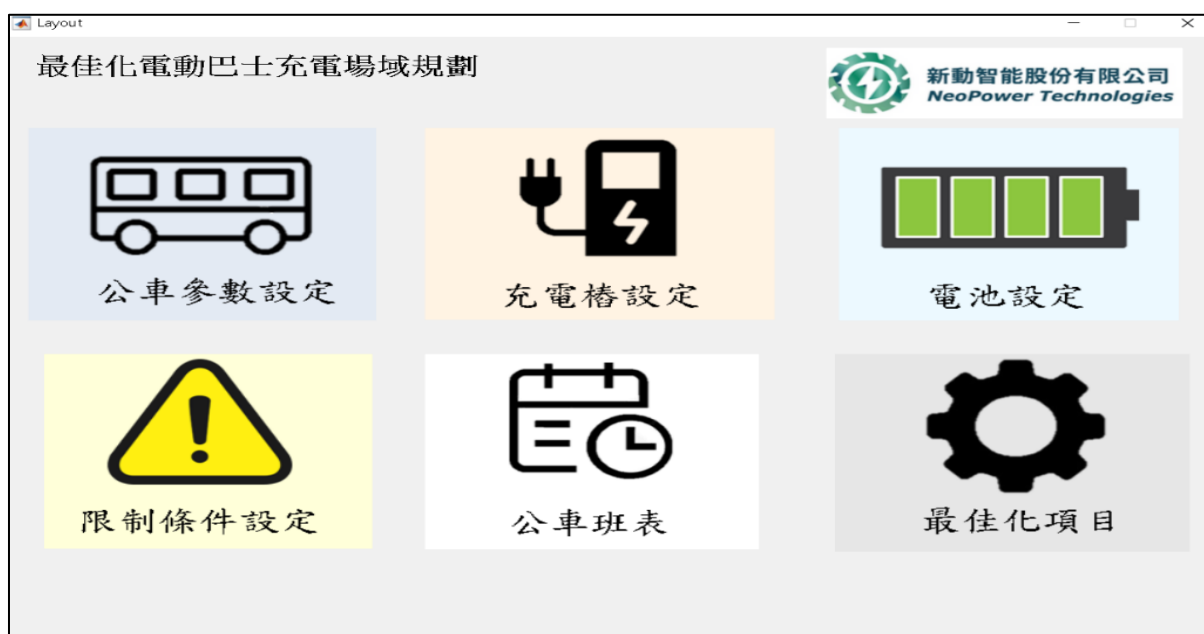 Layout
最佳化電動巴士充電場域規劃
新動智能股份有限公司
NeoPower Technologies
公車參數設定
充電樁設定
電池設定
限制條件設定
公車班表
最佳化項目